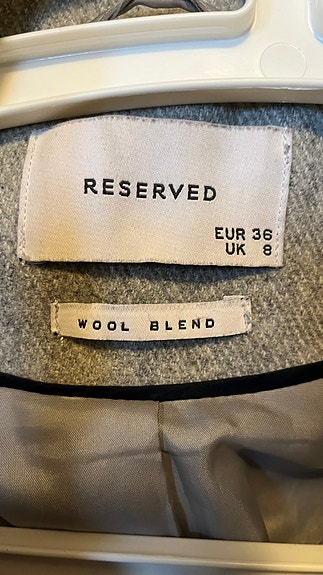 RESERVED
EUR 36
UK 8
WOOL BLEND